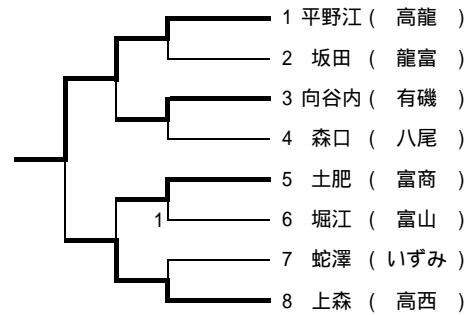 1 平野江 ( 高龍 )
2 坂田 ( 龍富 )
3 向谷内 ( 有磯 )
4 森口 ( 八尾 )
5 土肥 ( 富商 )
1
6 堀江 ( 富山 )
7 蛇澤 ( いずみ )
8 上森 ( 高西 )